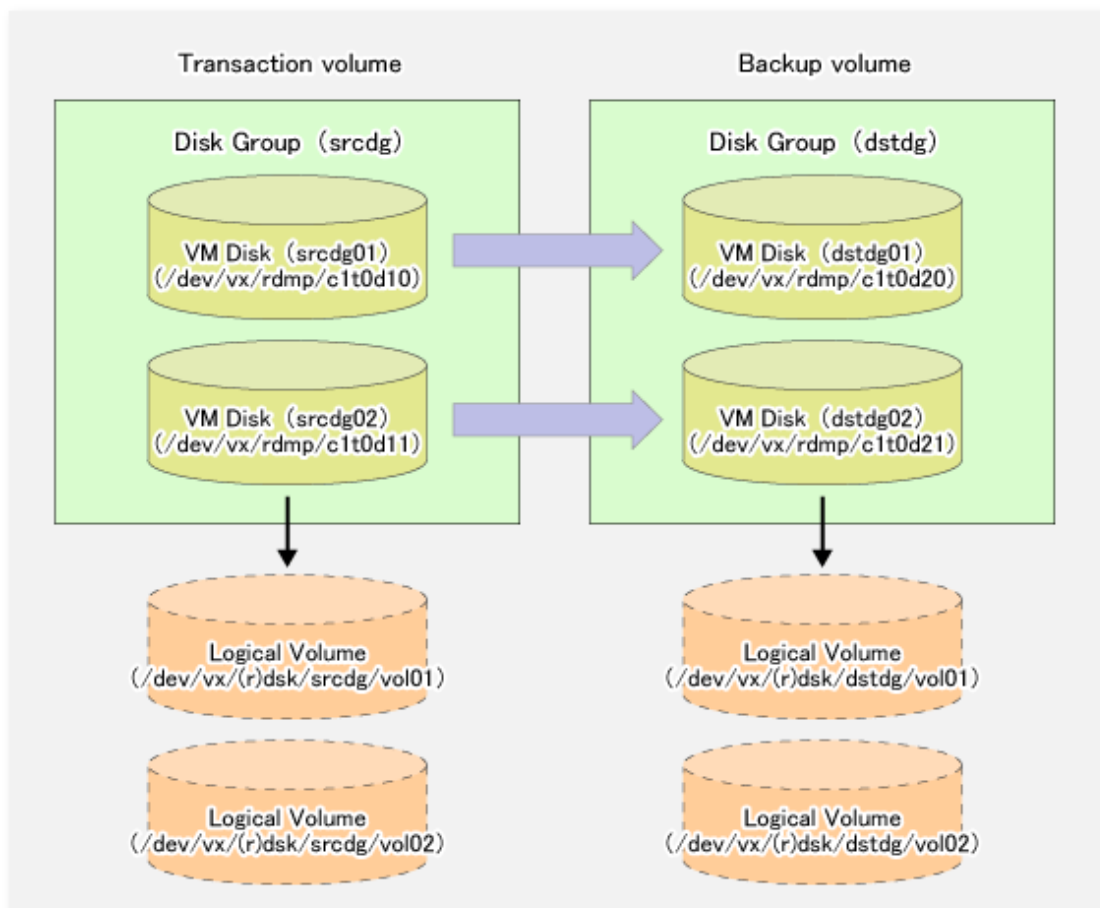 Transaction volume
Backup volume
Disk Group (srcdg)
Disk Group (dstdg)
VM Disk (srcdg01)
(/dev/vx/rdmp/c1t0d10)
VM Disk (dstdg01)
(/dev/vx/rdmp/c1t0d20)
VM Disk (srcdg02)
(/dev/vx/rdmp/c1t0d11)
VM Disk (dstdg02)
(/dev/vx/rdmp/c1t0d21)
Logical Volume
(/dev/vx/(r)dsk/srcdg/vol01)
Logical Volume
(/dev/vx/(r)dsk/dstdg/vol01)
Logical Volume
(/dev/vx/(r)dsk/srcdg/vol02)
Logical Volume
(/dev/vx/(r)dsk/dstdg/vol02)